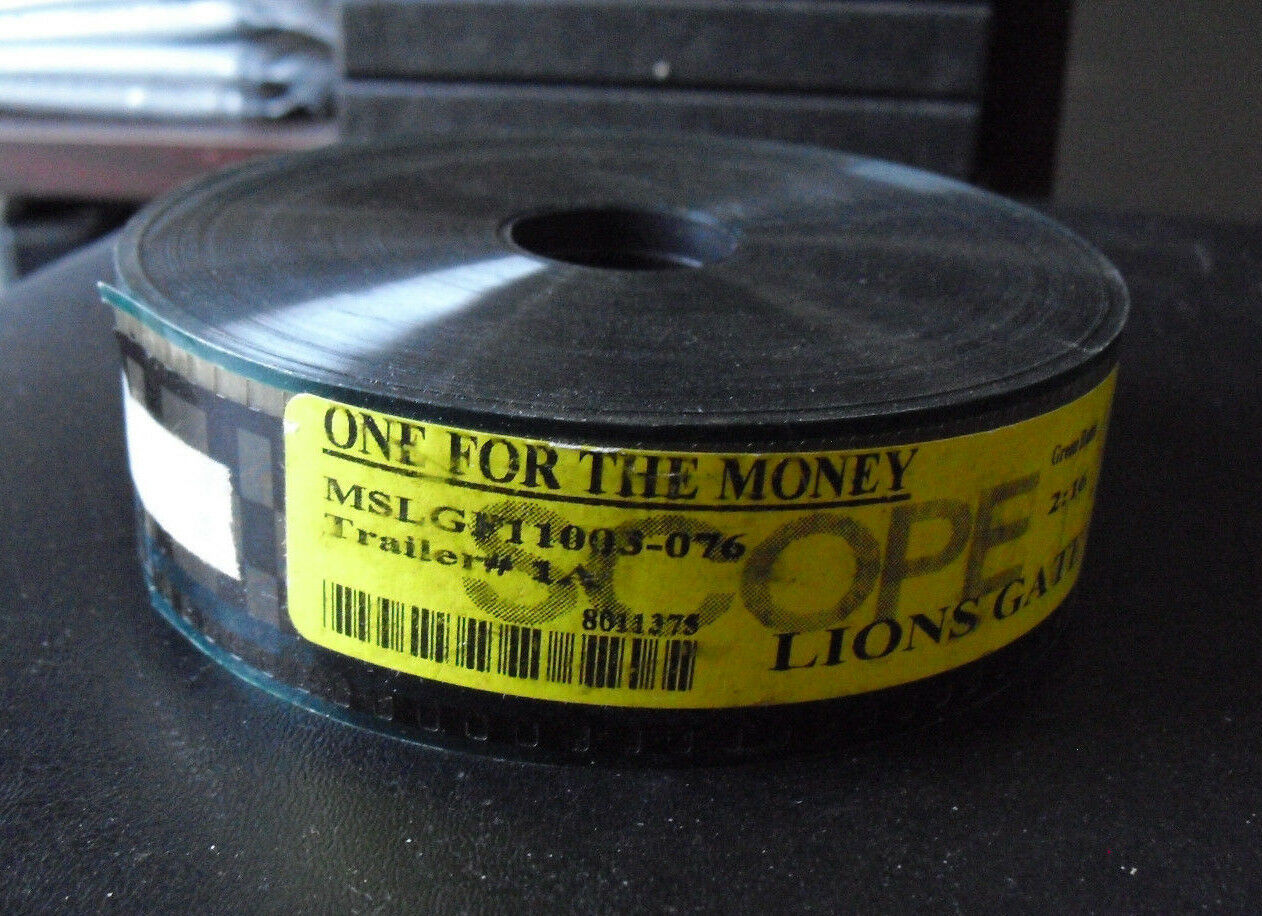 ONE FOR THE MONEY
MSLGF11003-076
Trailer# 1A
SCOPE
8011375
2:16
LIONS GATE